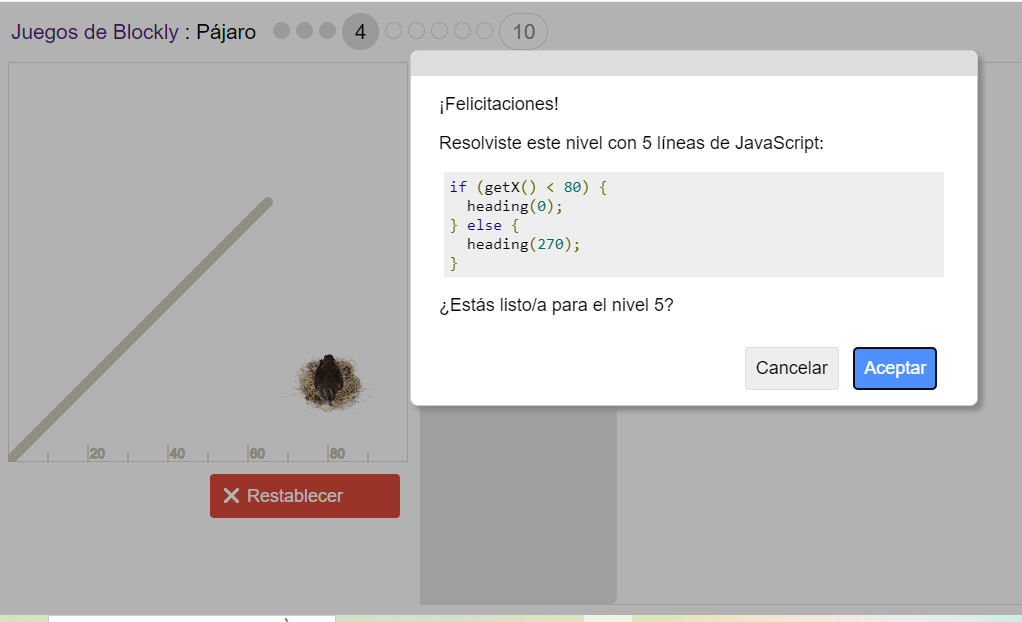 Juegos de Blockly : Pájaro 4 10
¡Felicitaciones!
Resolviste este nivel con 5 líneas de JavaScript:
if (getX() < 80) {
  heading(0);
} else {
  heading(270);
}
¿Estás listo/a para el nivel 5?
Cancelar Aceptar
20 40 60 80
Restablecer